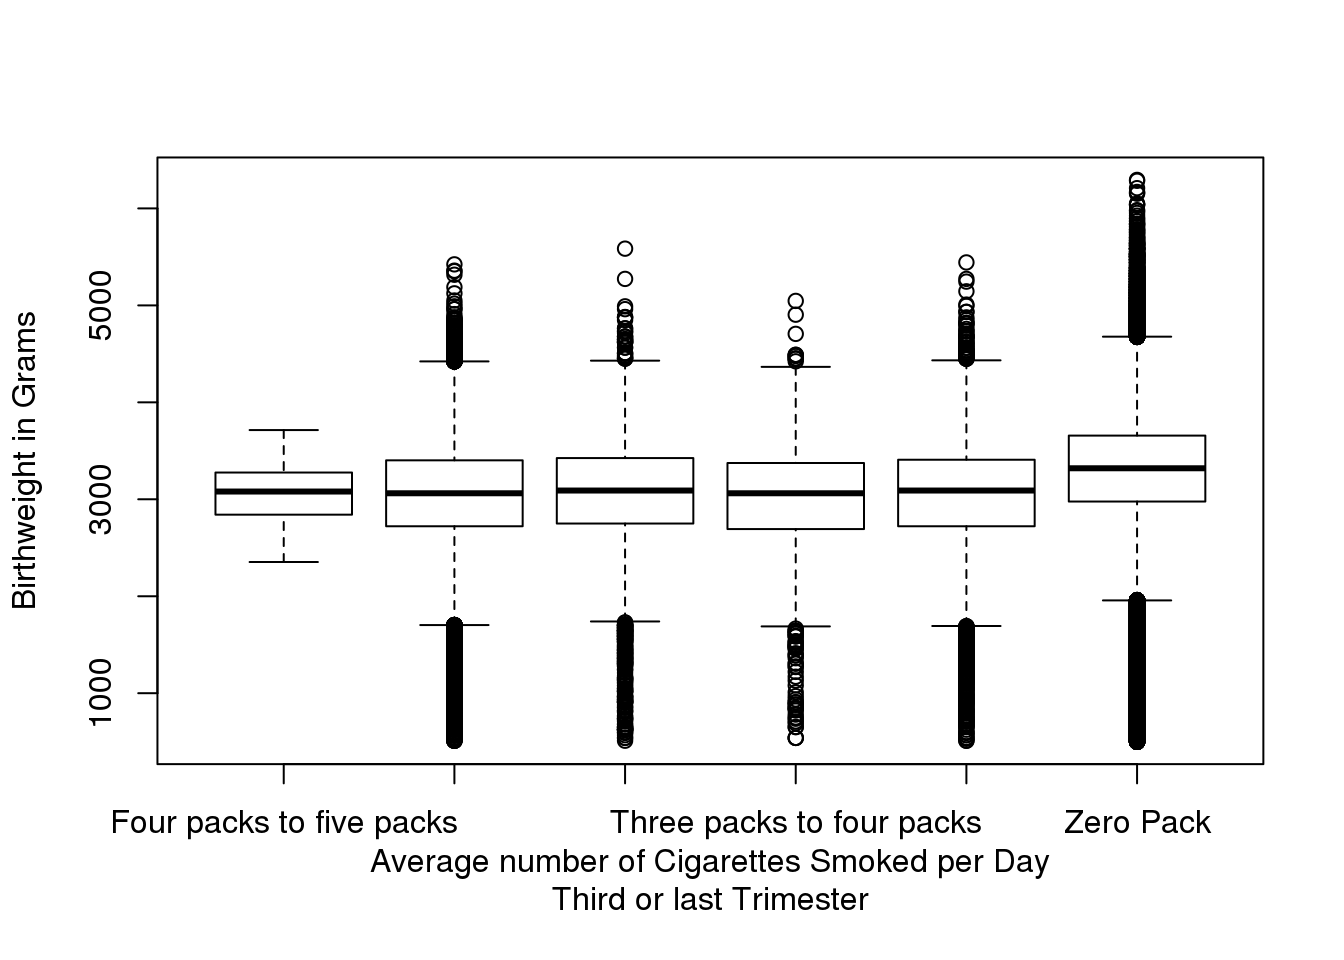 Birthweight in Grams
5000
3000
1000
Four packs to five packs Three packs to four packs Zero Pack
Average number of Cigarettes Smoked per Day
Third or last Trimester